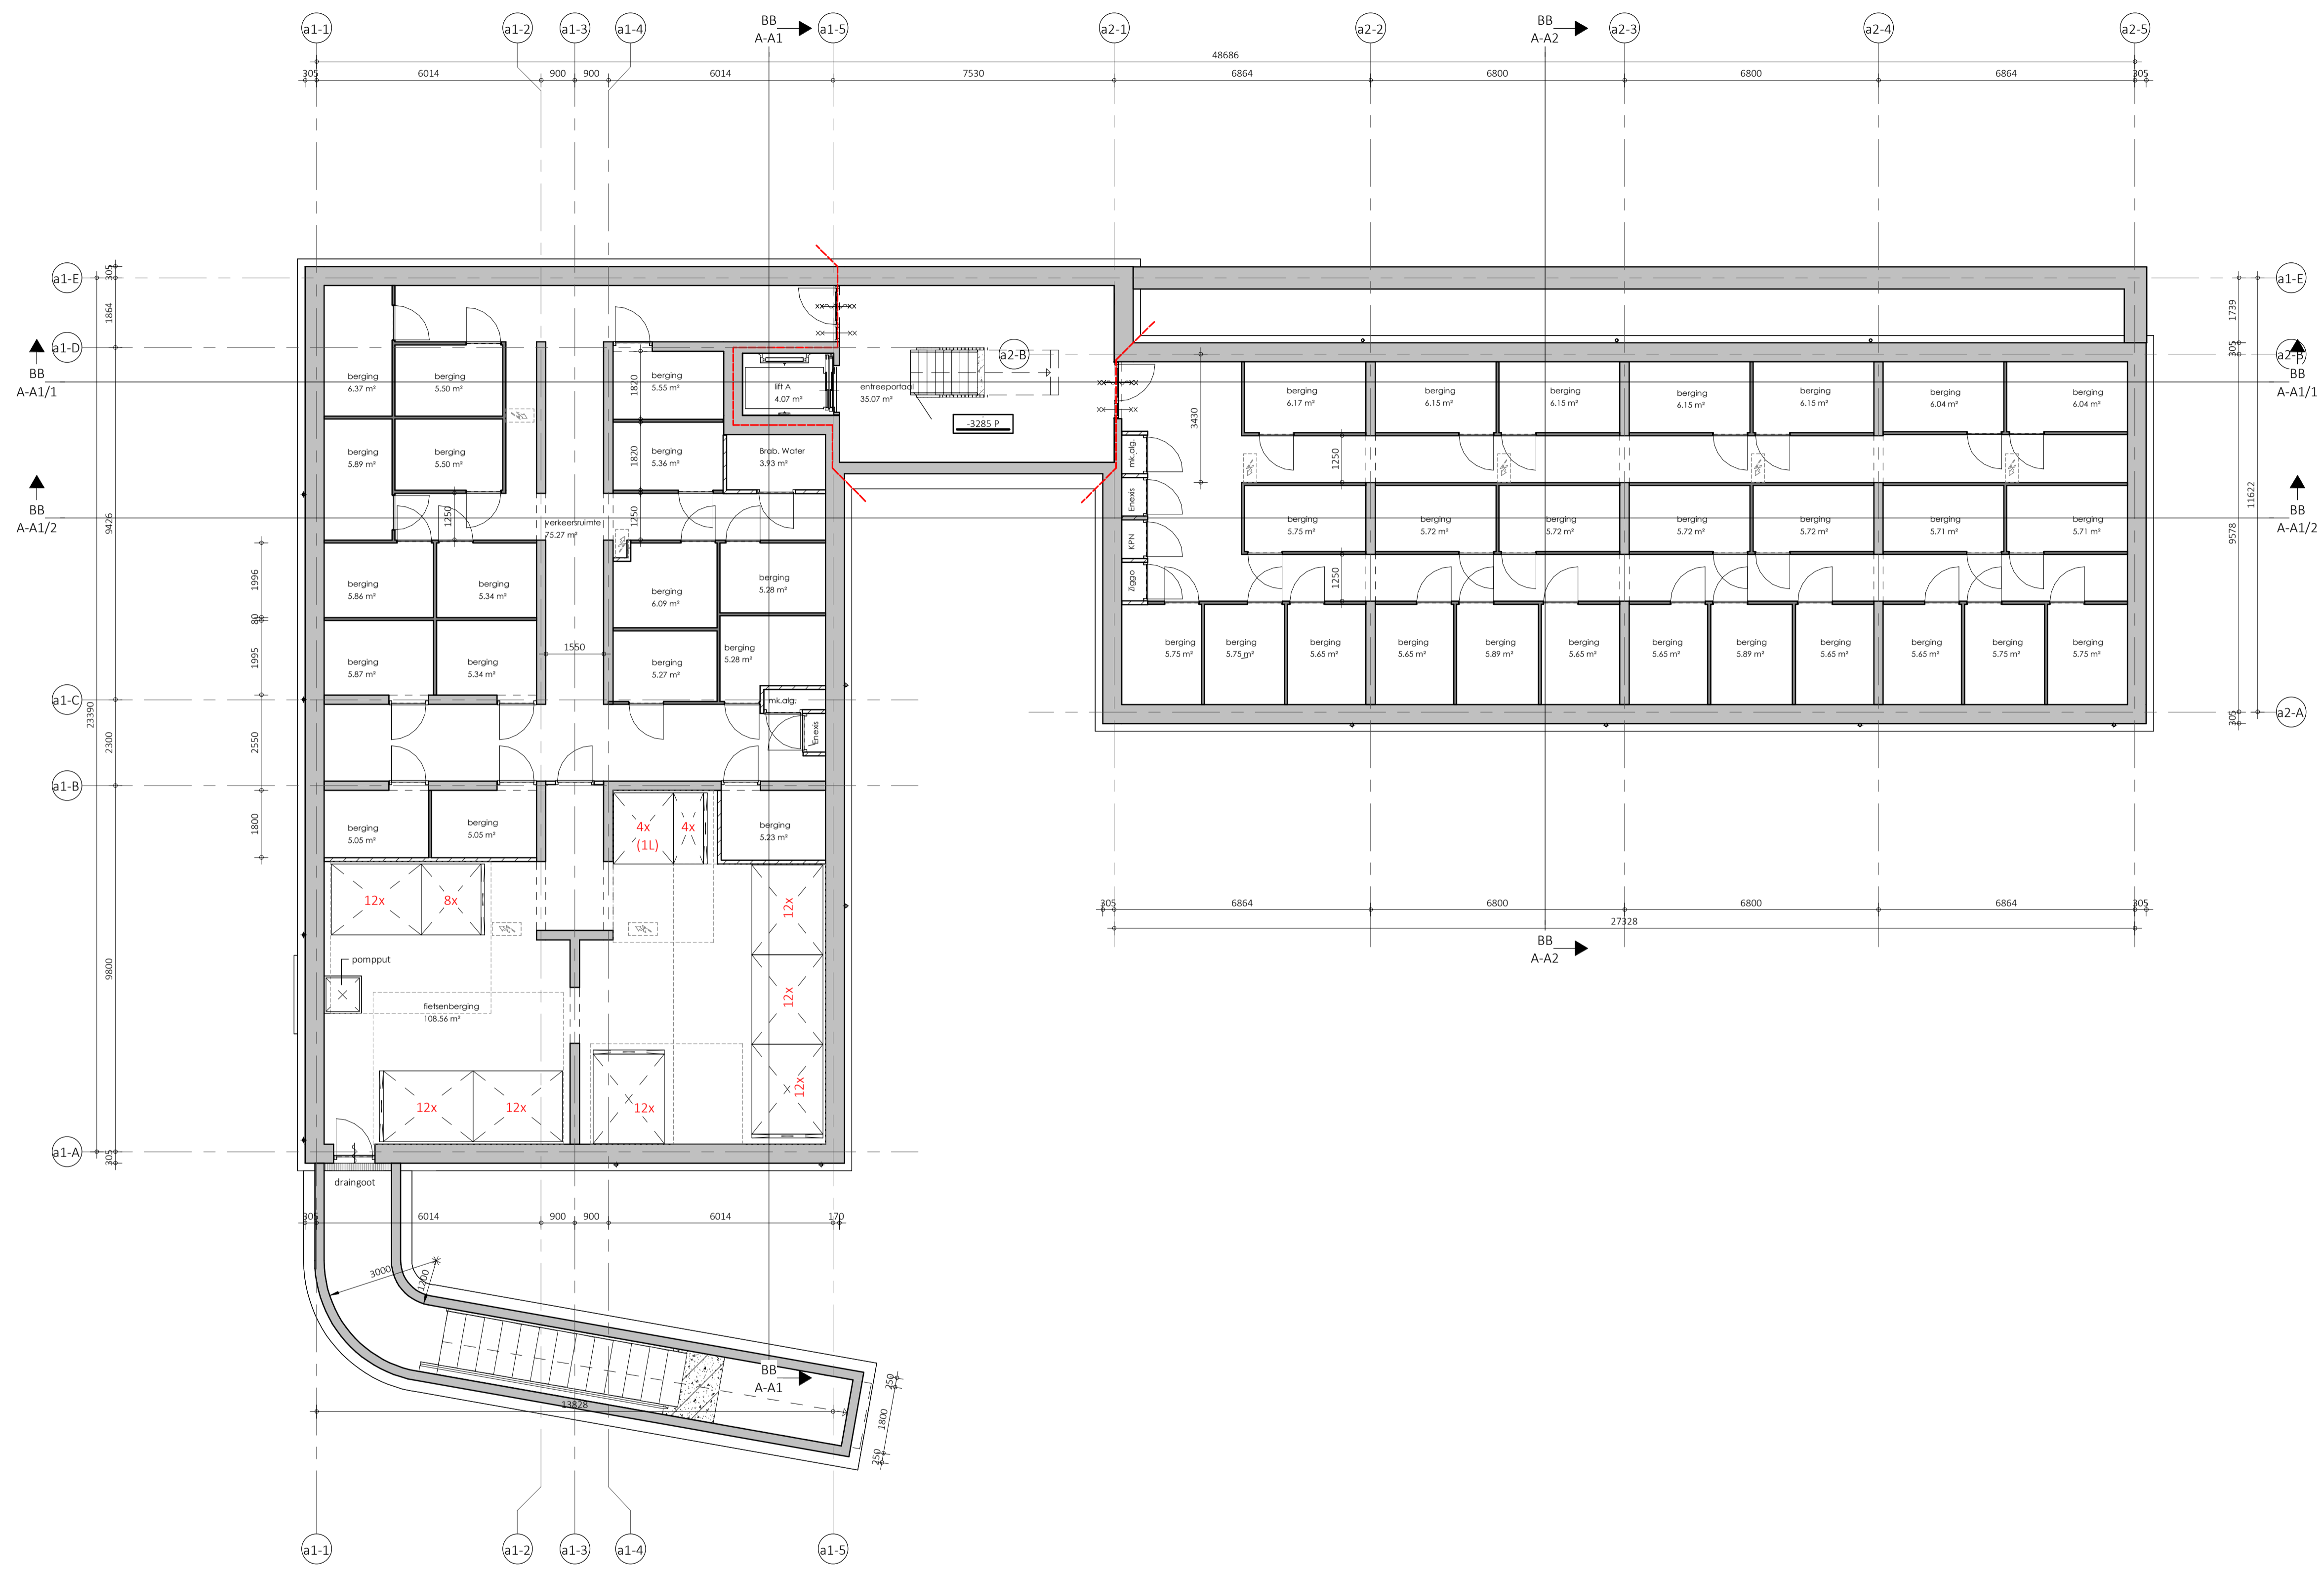 a1-1
a1-2
a1-3
a1-4
BB
A-A1
a1-5
a2-1
a2-2
BB
A-A2
a2-3
a2-4
a2-5
48686
305
6014
900
900
6014
7530
6864
6800
6800
6864
305
a1-E
305
1864
a1-D
BB
A-A1/1
BB
A-A1/2
9426
1996
80
1995
a1-C
23390
2300
2550
a1-B
1800
9800
a1-A
305
a1-E
1739
305
a2-B
BB
A-A1/1
11622
BB
A-A1/2
9578
a2-A
305
berging
6.37 m²
berging
5.50 m²
1820
berging
5.55 m²
lift A
4.07 m²
entreeportaal
35.07 m²
a2-B
-3285 P
berging
5.89 m²
berging
5.50 m²
1820
berging
5.36 m²
Brab. Water
3.93 m²
1250
verkeersruimte
75.27 m²
1250
berging
5.86 m²
berging
5.34 m²
berging
6.09 m²
berging
5.28 m²
berging
5.87 m²
berging
5.34 m²
1550
berging
5.27 m²
berging
5.28 m²
mk.alg.
Enexis
berging
5.05 m²
berging
5.05 m²
4x
(1L)
4x
berging
5.23 m²
12x
8x
12x
pompput
12x
fietsenberging
108.56 m²
12x
12x
12x
12x
draingoot
3430
mk.alg.
Enexis
KPN
Ziggo
berging
6.17 m²
berging
6.15 m²
berging
6.15 m²
berging
6.15 m²
berging
6.15 m²
berging
6.04 m²
berging
6.04 m²
1250
berging
5.75 m²
berging
5.72 m²
berging
5.72 m²
berging
5.72 m²
berging
5.72 m²
berging
5.71 m²
berging
5.71 m²
1250
berging
5.75 m²
berging
5.75 m²
berging
5.65 m²
berging
5.65 m²
berging
5.89 m²
berging
5.65 m²
berging
5.65 m²
berging
5.89 m²
berging
5.65 m²
berging
5.65 m²
berging
5.75 m²
berging
5.75 m²
305
6864
6800
6800
6864
305
27328
BB
A-A2
305
6014
900
900
6014
170
3000
1200
BB
A-A1
13828
250
1800
250
a1-1
a1-2
a1-3
a1-4
a1-5